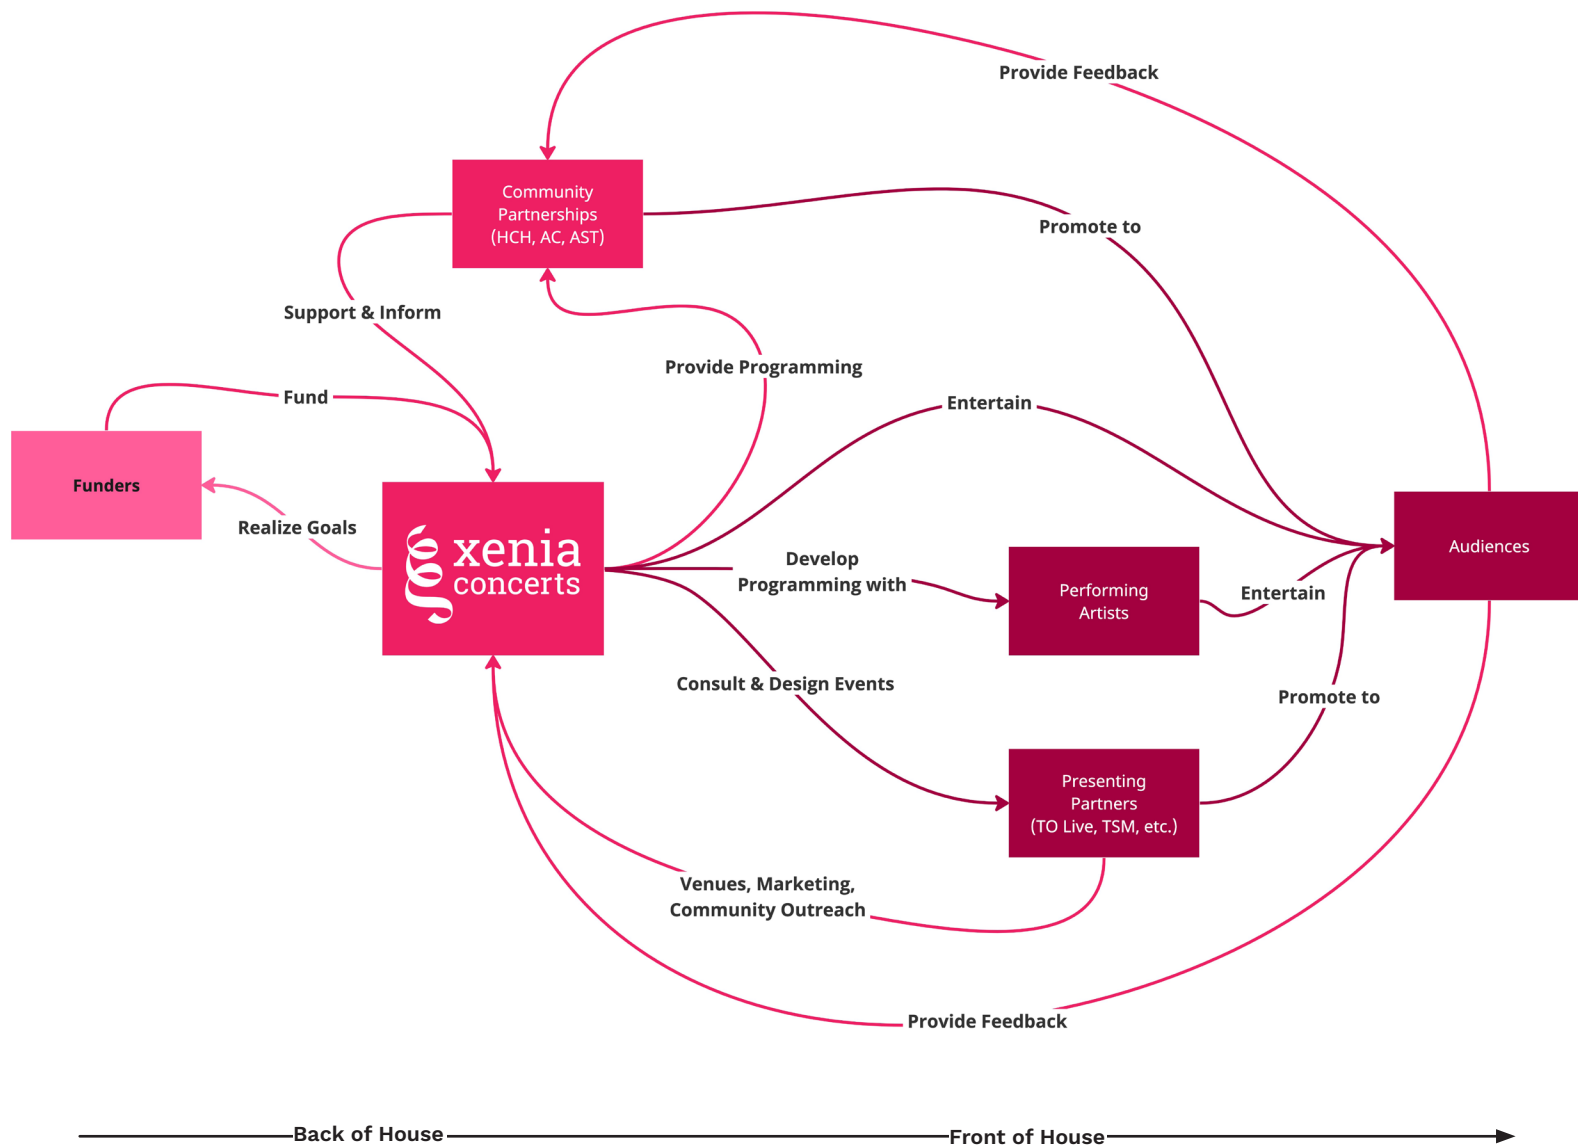 Provide Feedback
Community
Partnerships
(HCH, AC, AST)
Promote to
Support & Inform
Provide Programming
Fund
Entertain
Funders
Realize Goals
xenia
concerts
Develop
Programming with
Performing
Artists
Entertain
Audiences
Consult & Design Events
Promote to
Presenting
Partners
(TO Live, TSM, etc.)
Venues, Marketing,
Community Outreach
Provide Feedback
Back of House
Front of House